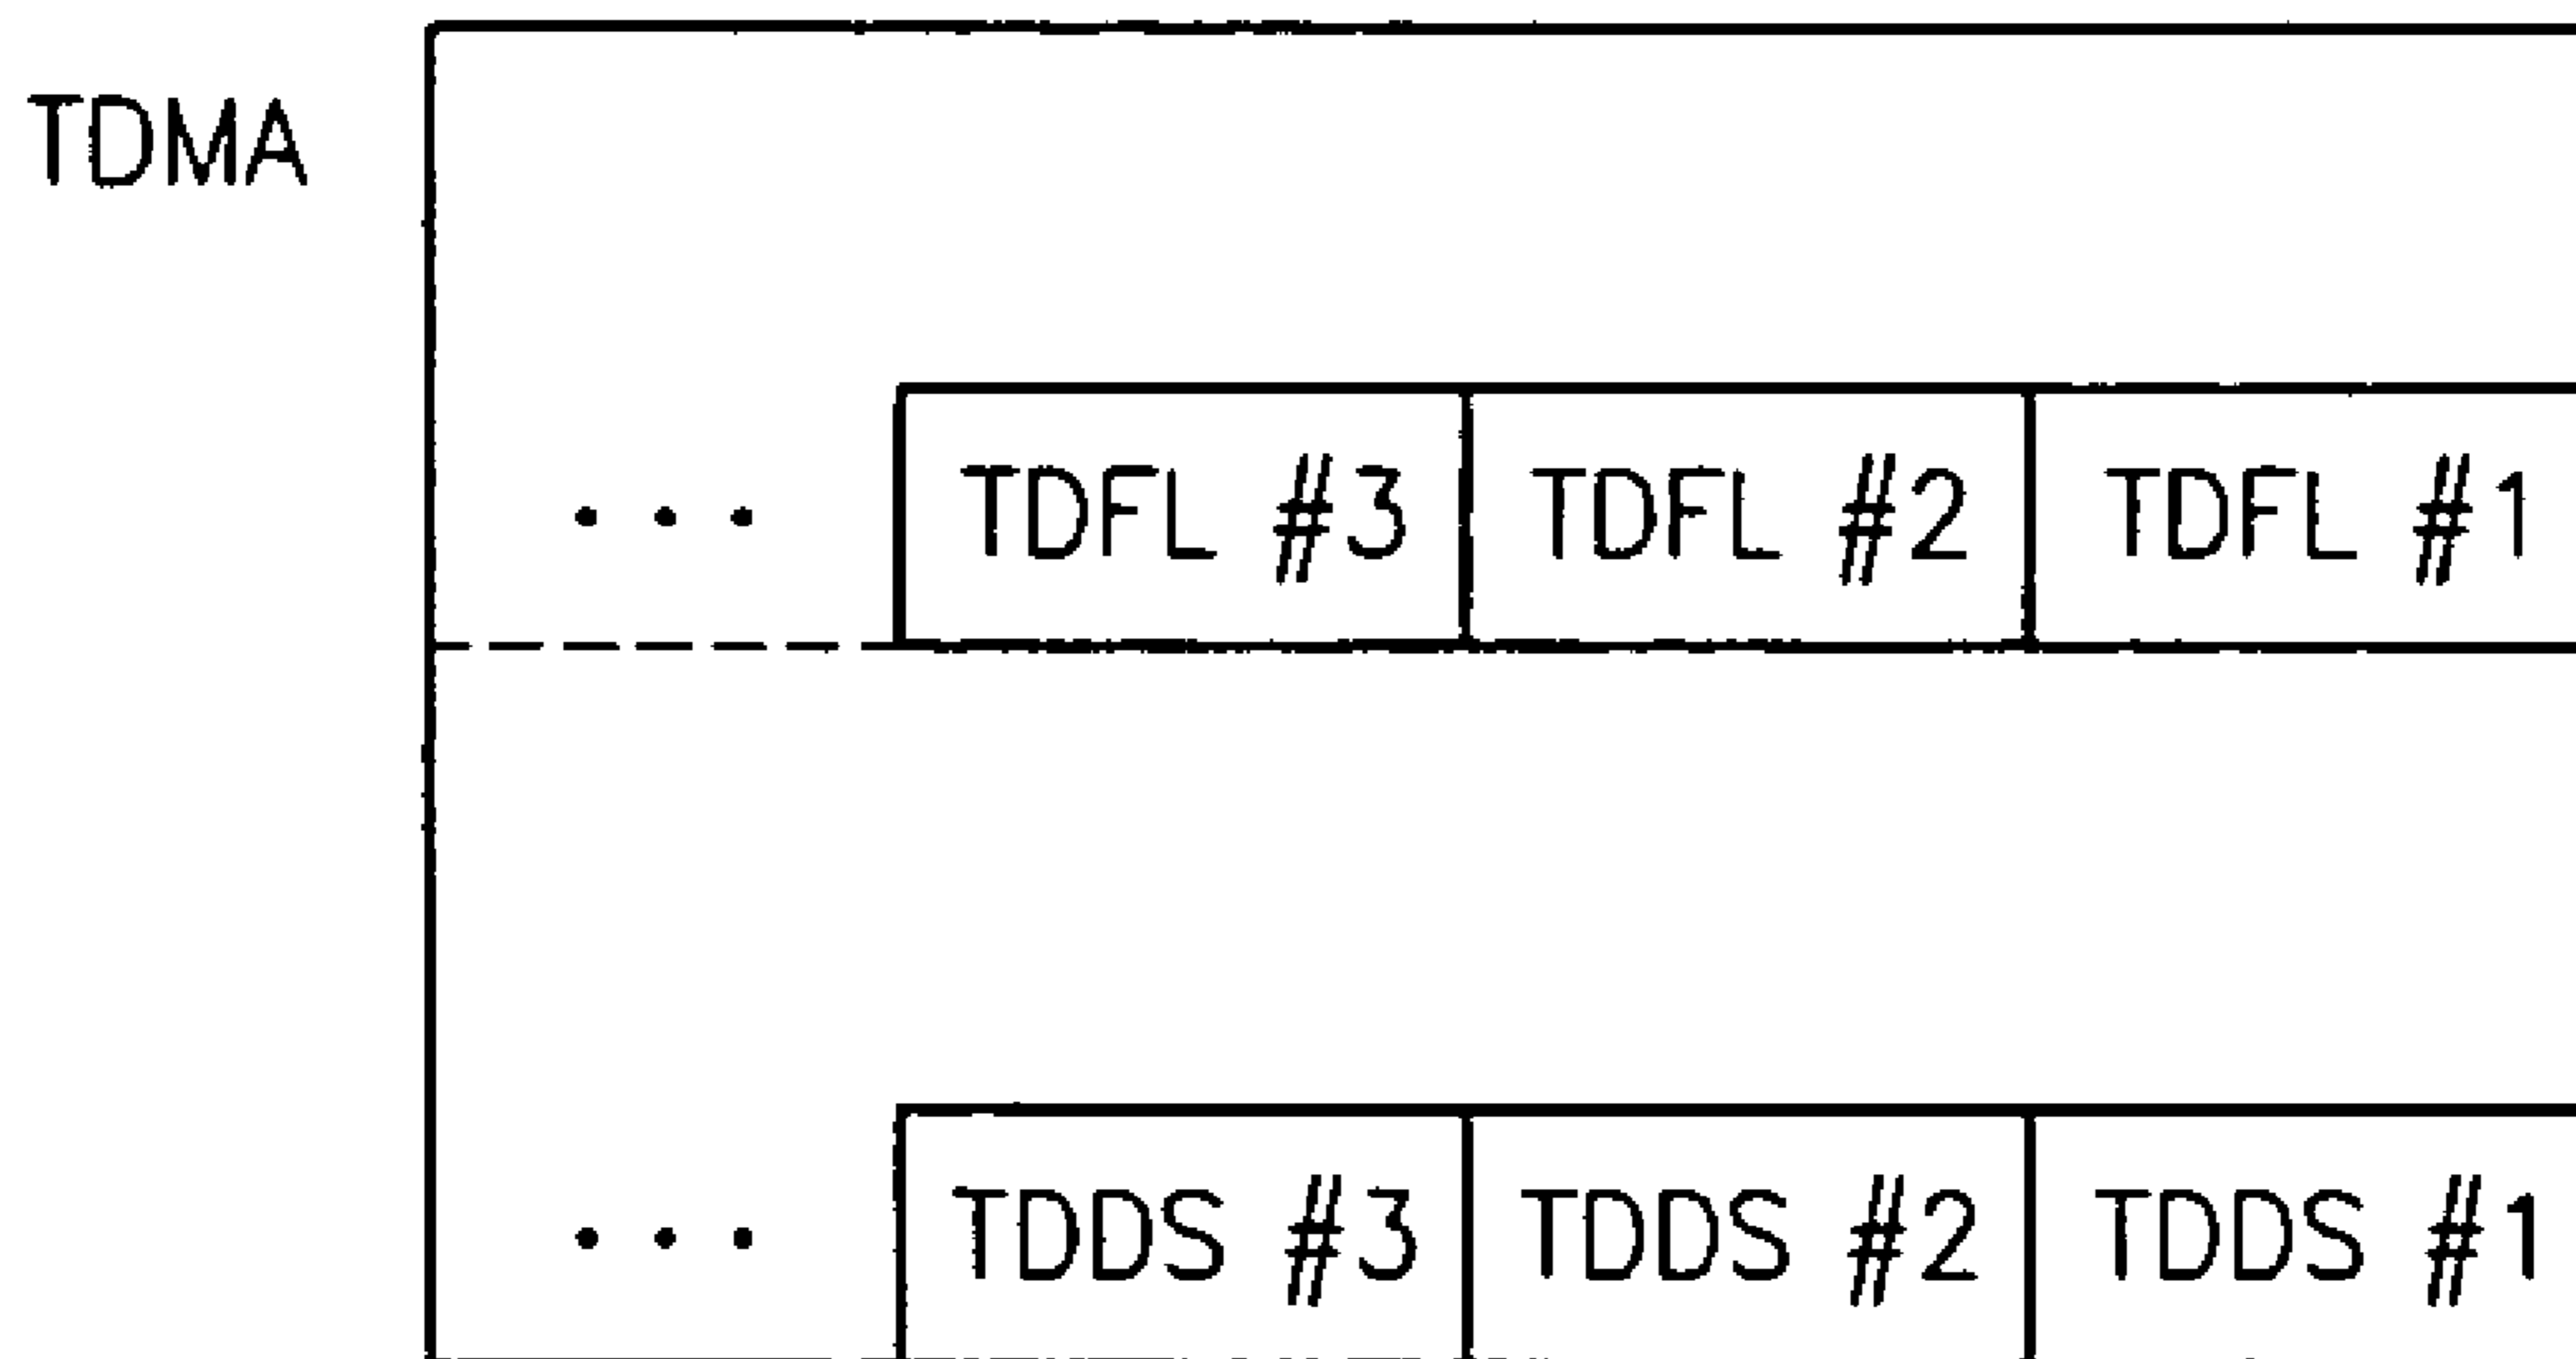 TDMA
... TDFL #3 TDFL #2 TDFL #1
... TDDS #3 TDDS #2 TDDS #1